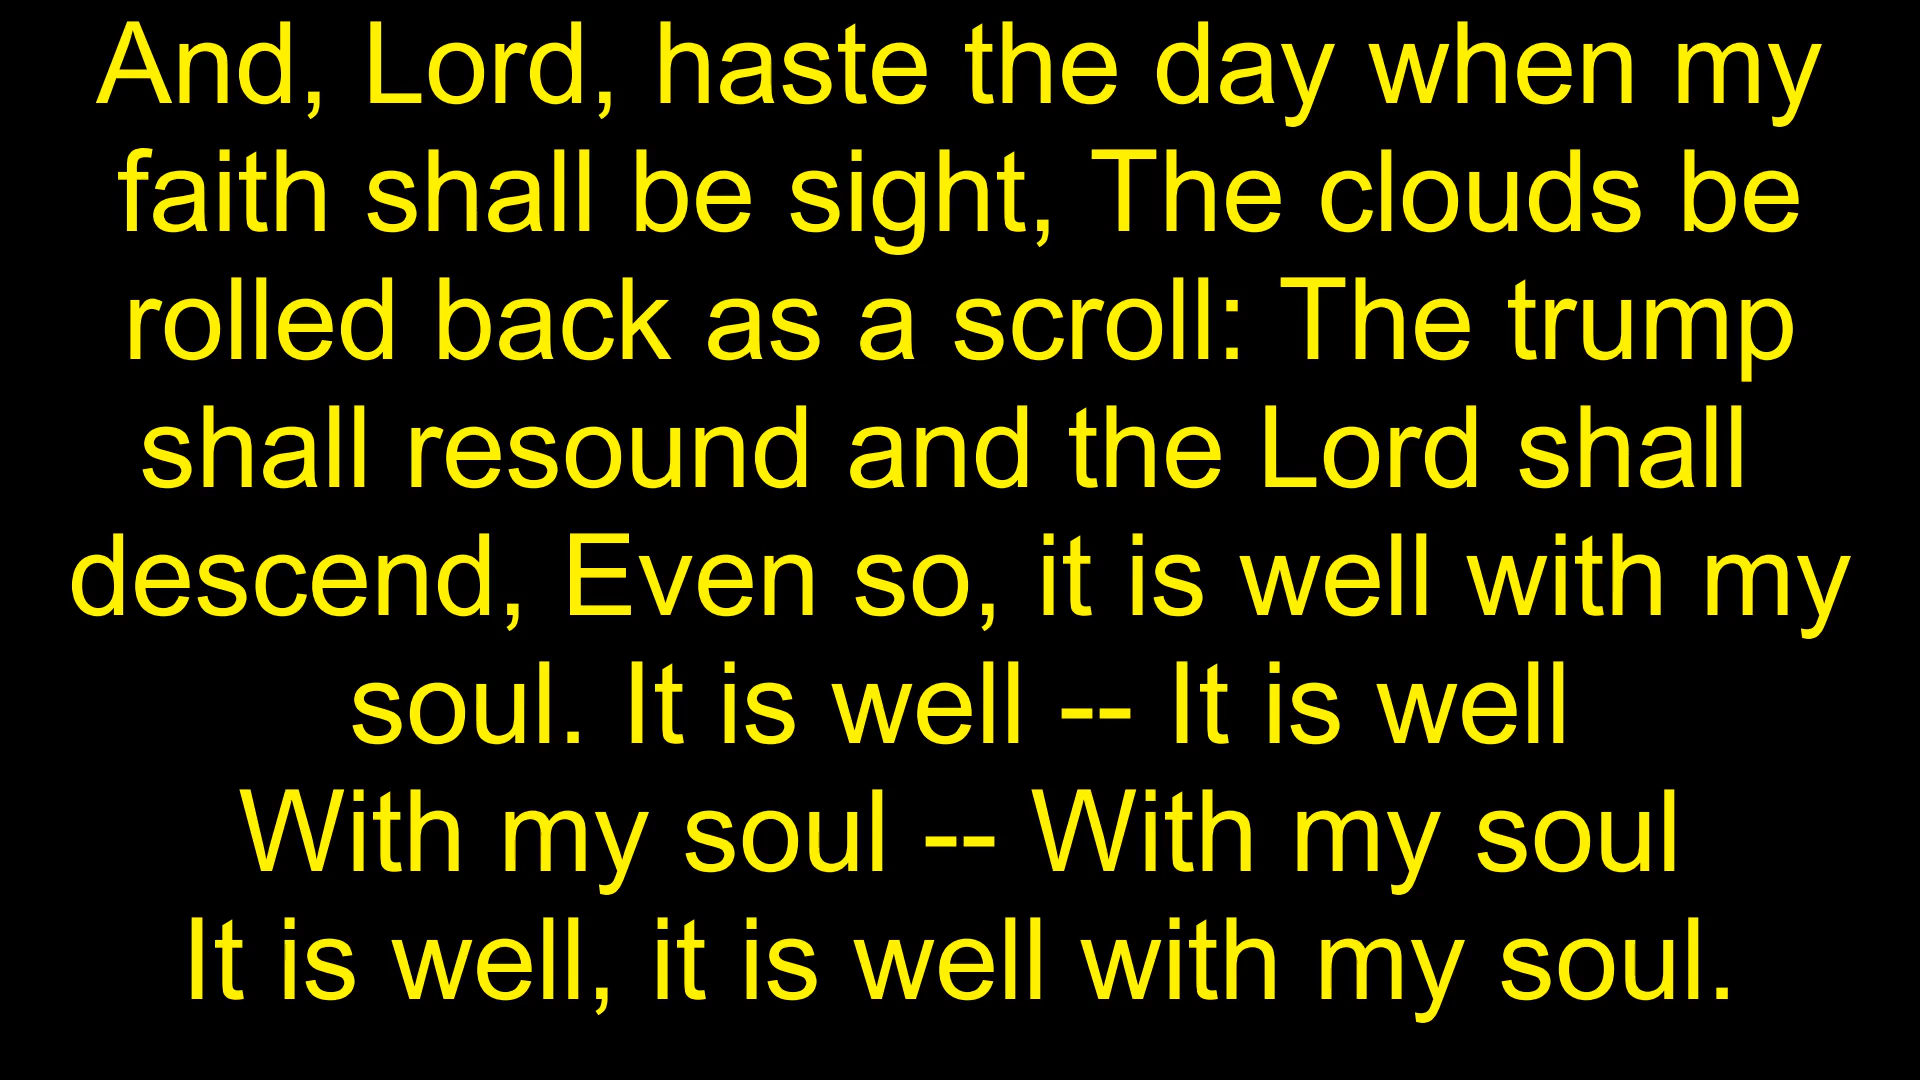 And, Lord, haste the day when my
faith shall be sight, The clouds be
rolled back as a scroll: The trump
shall resound and the Lord shall
descend, Even so, it is well with my
soul. It is well -- It is well
With my soul -- With my soul
It is well, it is well with my soul.